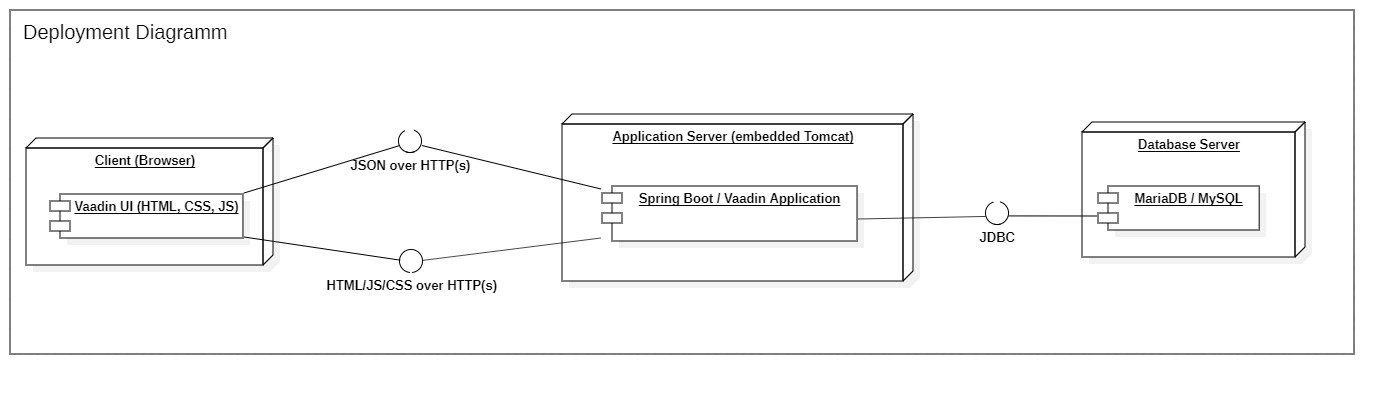 Deployment Diagramm
Client (Browser)
Vaadin UI (HTML, CSS, JS)
JSON over HTTP(s)
HTML/JS/CSS over HTTP(s)
Application Server (embedded Tomcat)
Spring Boot / Vaadin Application
JDBC
Database Server
MariaDB / MySQL